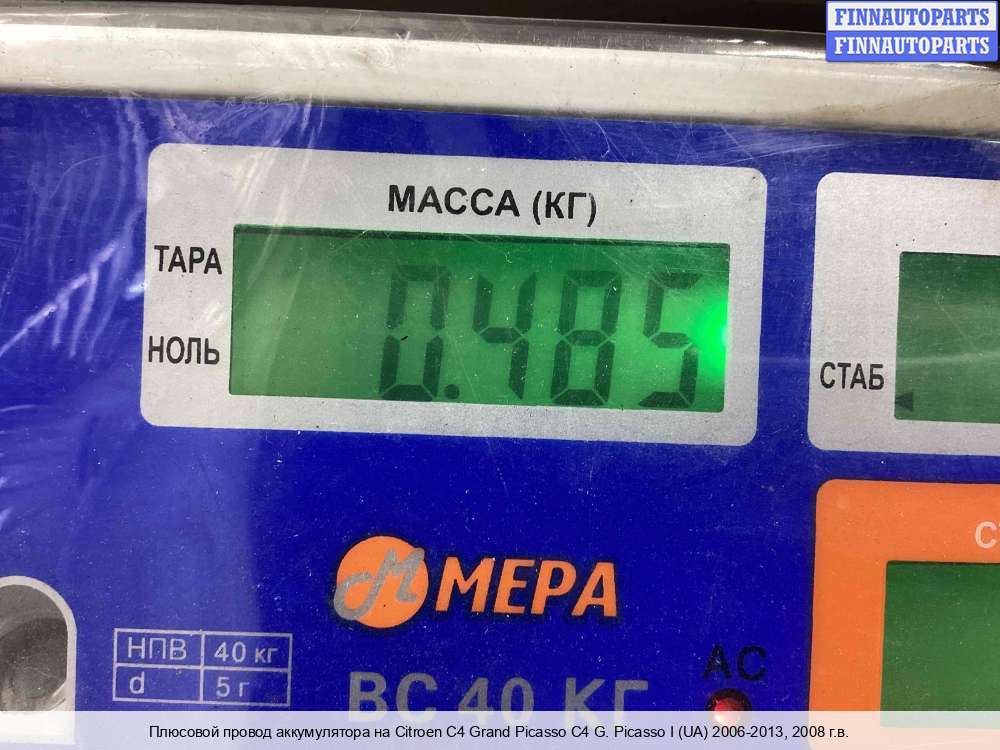 FINNAUTOPARTS
FINNAUTOPARTS
МАССА (КГ)
ТАРА
0.485
НОЛЬ
СТАБ
МЕРА
НПВ 40 кг
d 5 г
ВС 40 КГ
АС
Плюсовой провод аккумулятора на Citroen C4 Grand Picasso C4 G. Picasso I (UA) 2006-2013, 2008 г.в.